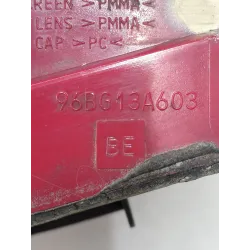 REEN >PMMA<
LENS >PMMA<
CAP >PC<
96BG13A603
BE